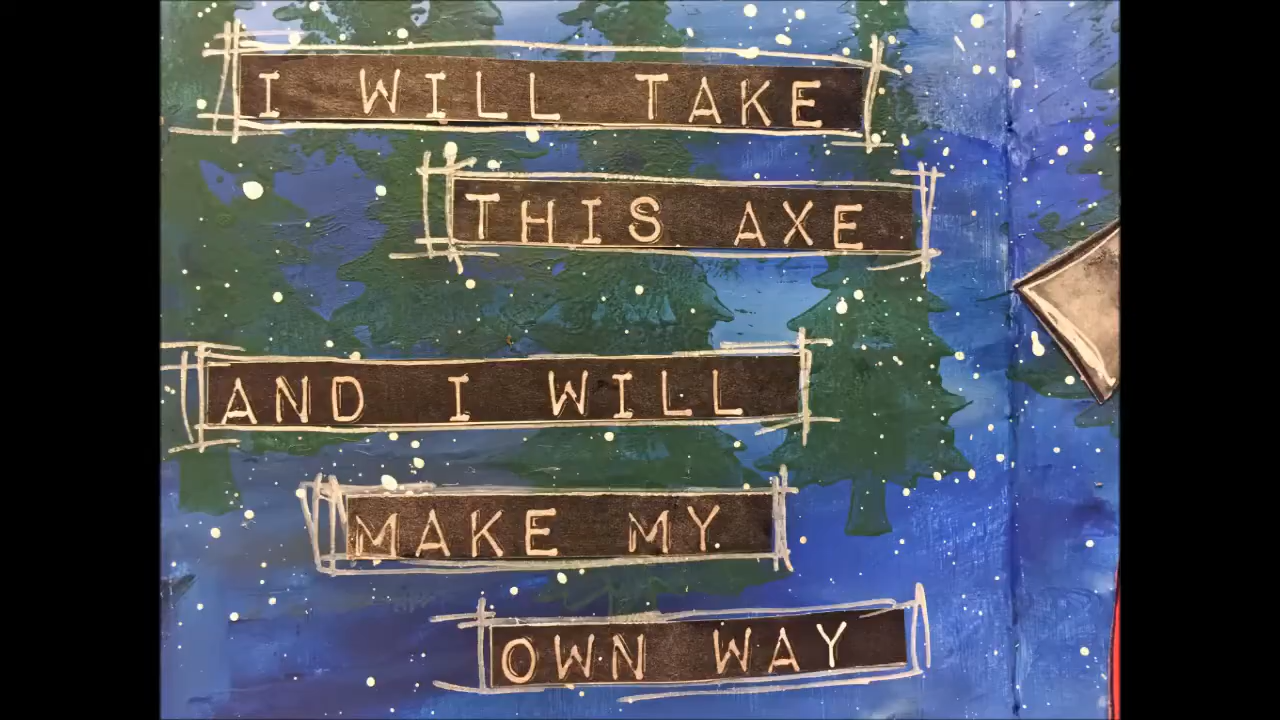 I WILL TAKE
THIS AXE
AND I WILL
MAKE MY
OWN WAY